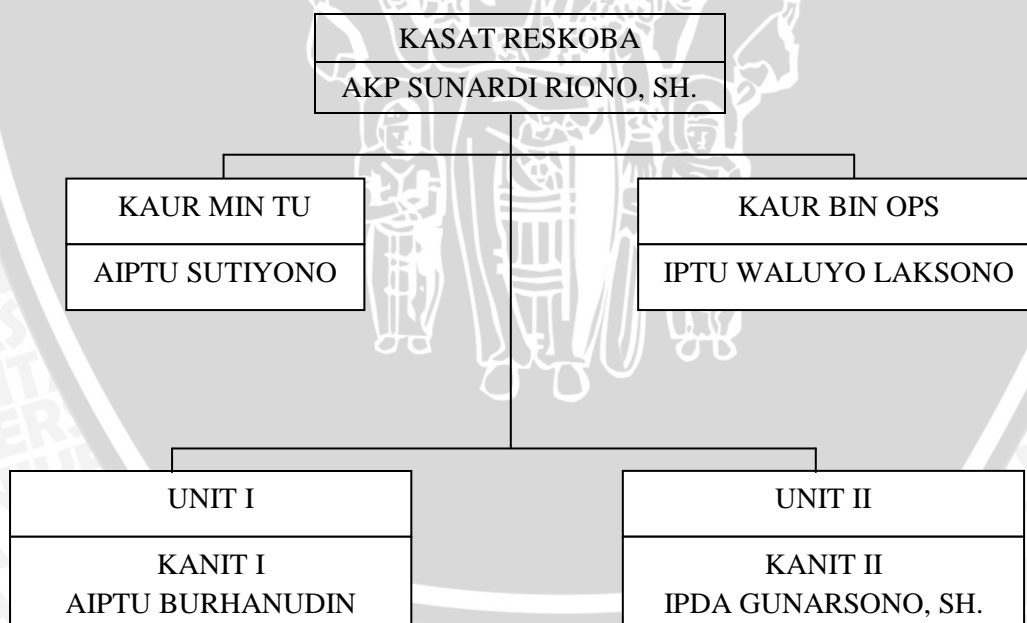 KASAT RESKOBA
AKP SUNARDI RIONO, SH.
KAUR MIN TU
AIPTU SUTIYONO
KAUR BIN OPS
IPTU WALUYO LAKSONO
UNIT I
KANIT I
AIPTU BURHANUDIN
UNIT II
KANIT II
IPDA GUNARSONO, SH.